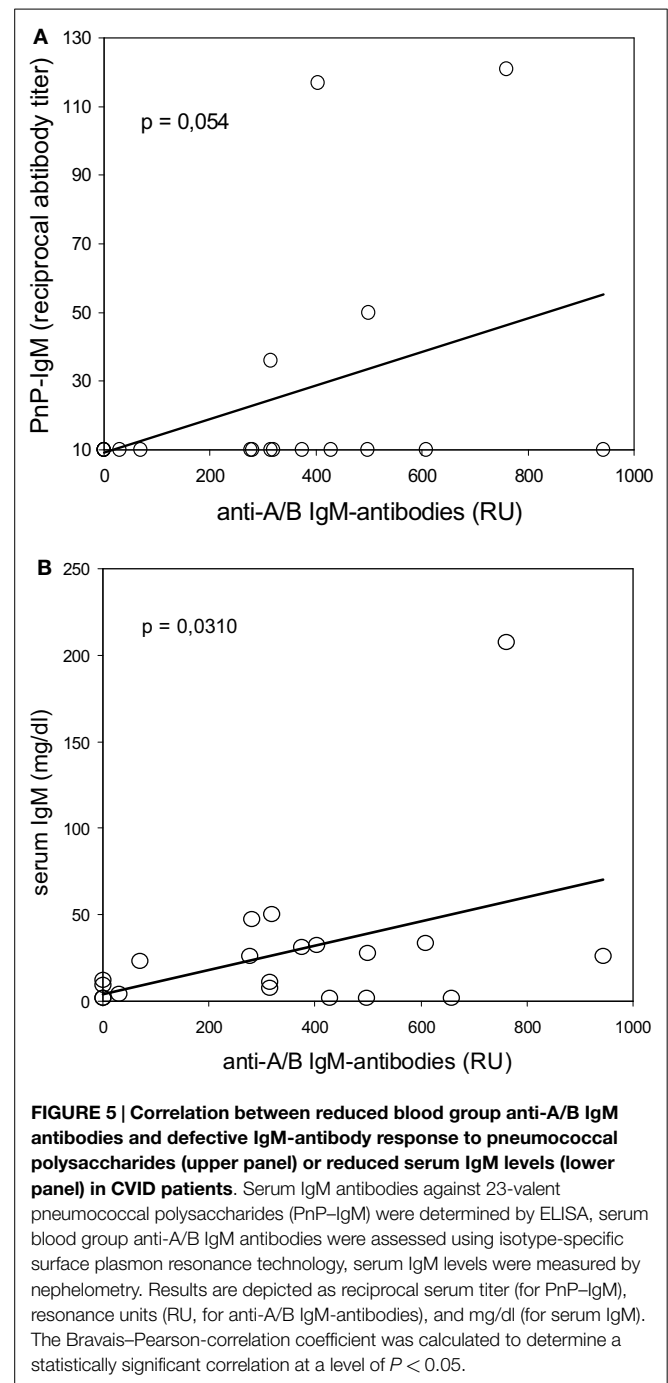 A
130
110
90
70
50
30
10
PnP-IgM (reciprocal abtibody titer)
p = 0,054
0 200 400 600 800 1000
anti-A/B IgM-antibodies (RU)
B
250
200
150
100
50
0
serum IgM (mg/dl)
p = 0,0310
0 200 400 600 800 1000
anti-A/B IgM-antibodies (RU)
FIGURE 5 | Correlation between reduced blood group anti-A/B IgM
antibodies and defective IgM-antibody response to pneumococcal
polysaccharides (upper panel) or reduced serum IgM levels (lower
panel) in CVID patients. Serum IgM antibodies against 23-valent
pneumococcal polysaccharides (PnP–IgM) were determined by ELISA, serum
blood group anti-A/B IgM antibodies were assessed using isotype-specific
surface plasmon resonance technology, serum IgM levels were measured by
nephelometry. Results are depicted as reciprocal serum titer (for PnP–IgM),
resonance units (RU, for anti-A/B IgM-antibodies), and mg/dl (for serum IgM).
The Bravais–Pearson-correlation coefficient was calculated to determine a
statistically significant correlation at a level of P < 0.05.